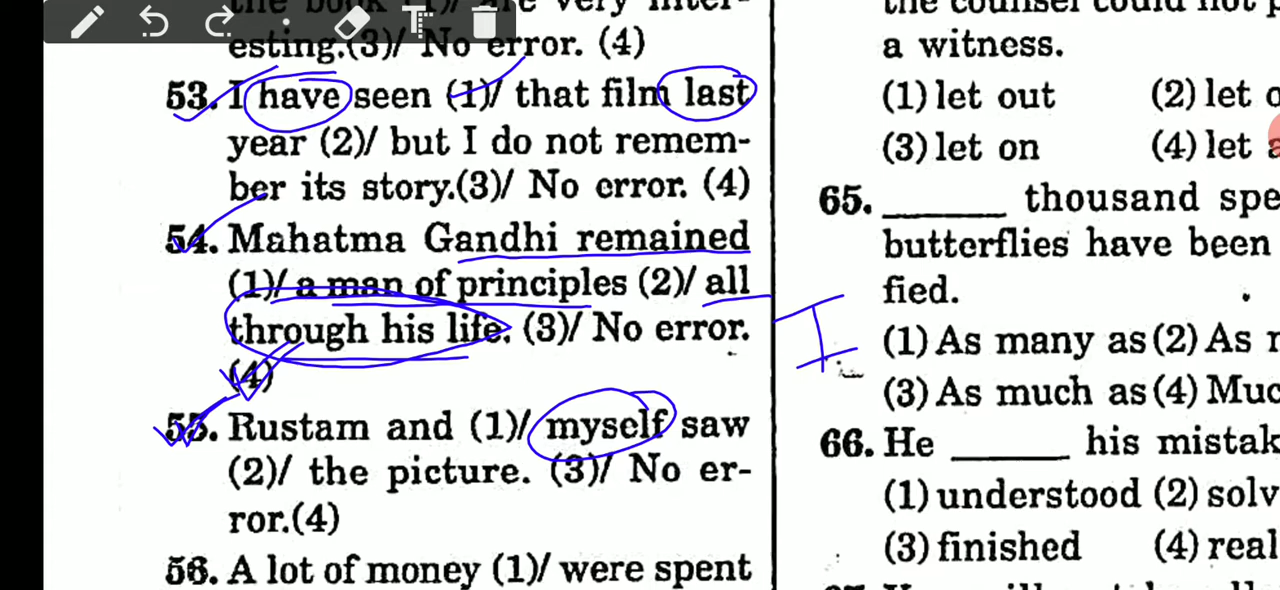 esting.(3)/ No error. (4)
53. I have seen (1)/ that film last
year (2)/ but I do not remem-
ber its story.(3)/ No error. (4)
54. Mahatma Gandhi remained
(1)/ a man of principles (2)/ all
through his life. (3)/ No error.
(4)
55. Rustam and (1)/ myself saw
(2)/ the picture. (3)/ No er-
ror.(4)
56. A lot of money (1)/ were spent
I
a witness.
(1) let out (2) let
(3) let on (4) let
65. ______ thousand spe
butterflies have been
fied.
(1) As many as (2) As
(3) As much as (4) Muc
66. He ______ his mistak
(1) understood (2) solv
(3) finished (4) real